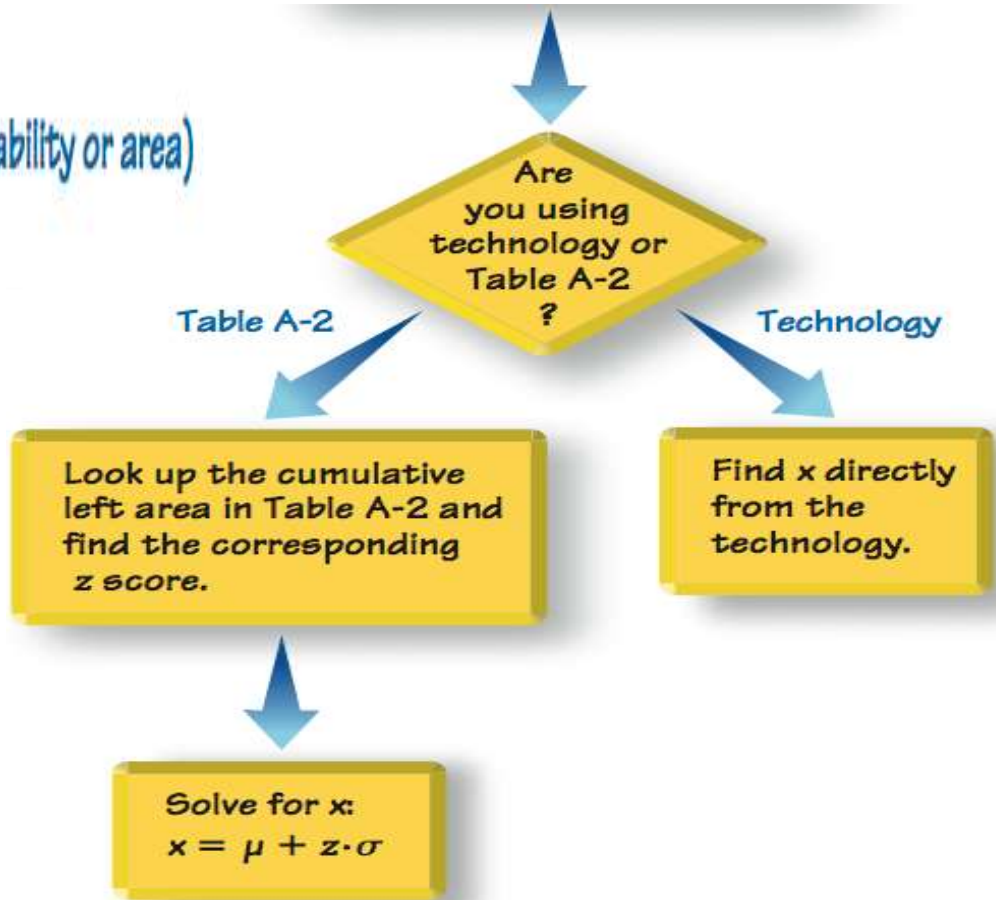 ability or area)
Are
you using
technology or
Table A-2
?
Table A-2
Technology
Look up the cumulative
left area in Table A-2 and
find the corresponding
z score.
Find x directly
from the
technology.
Solve for x:
x = μ + z·σ